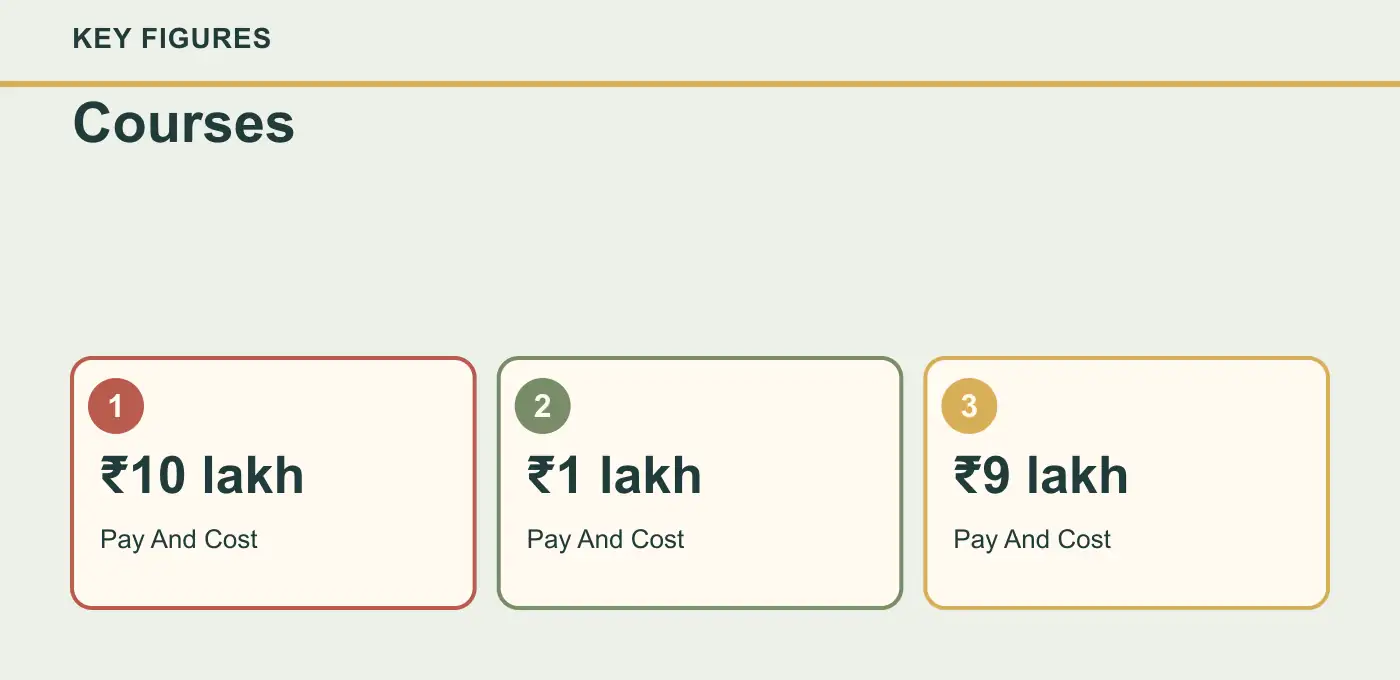 KEY FIGURES
Courses
1
₹10 lakh
Pay And Cost
2
₹1 lakh
Pay And Cost
3
₹9 lakh
Pay And Cost